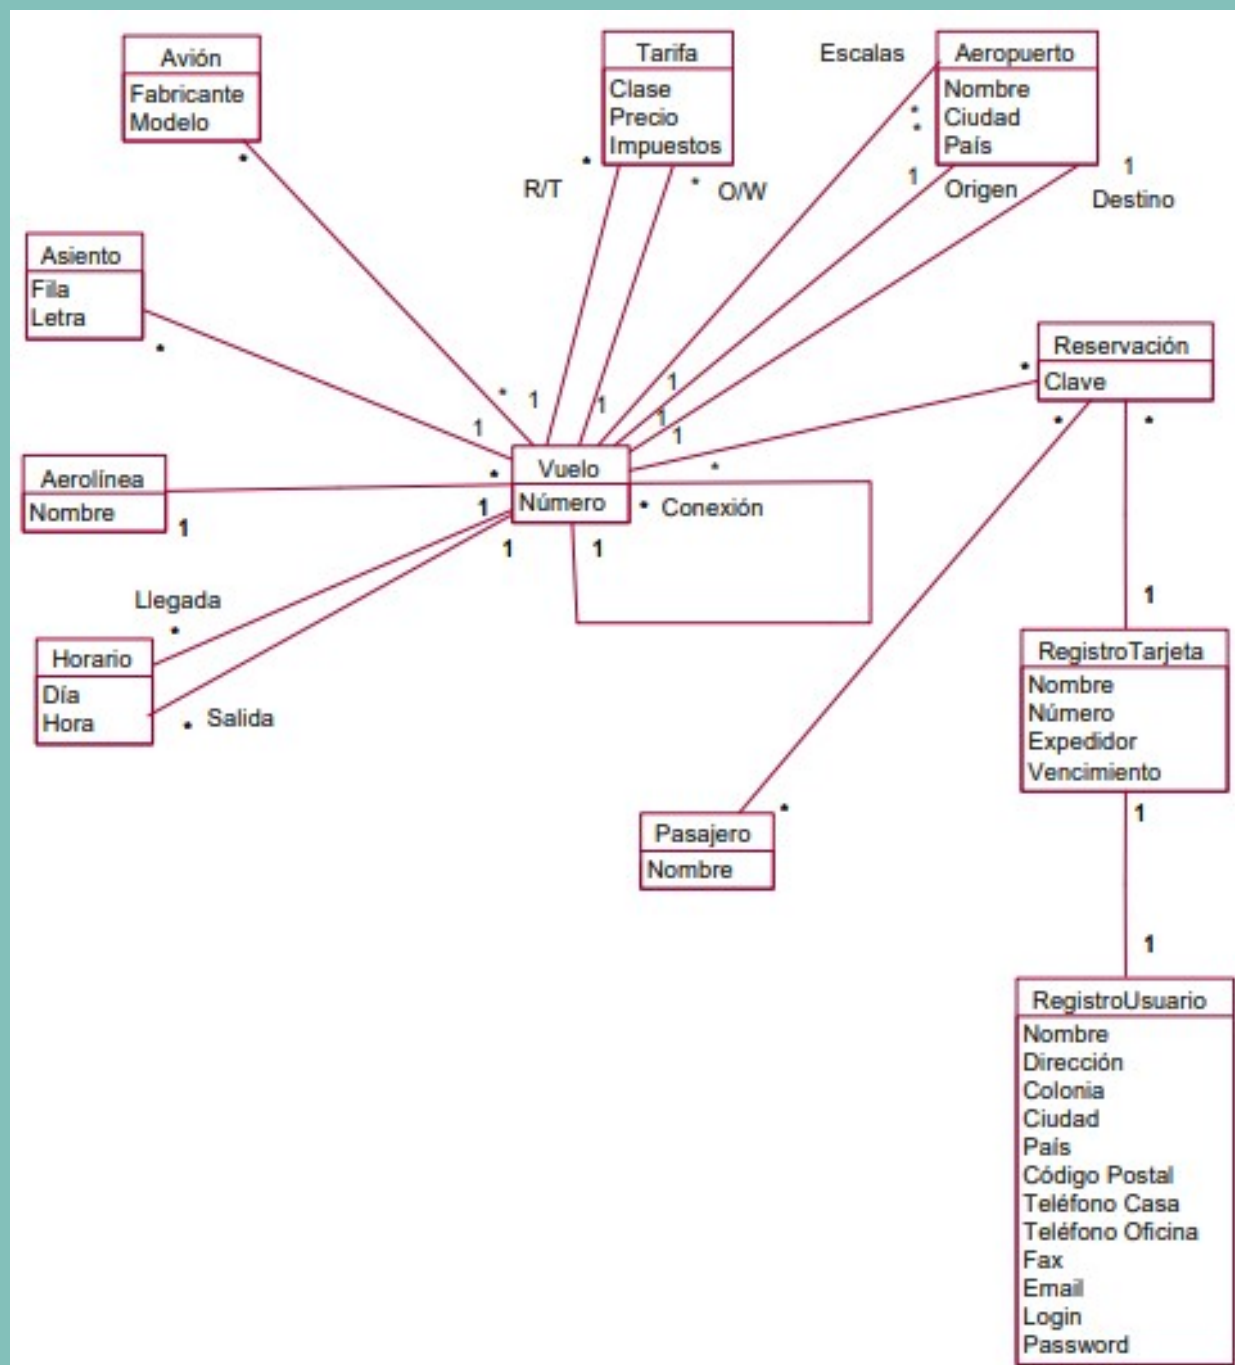 Avión
Fabricante
Modelo
*
Tarifa
Clase
Precio
Impuestos
*
R/T
* O/W
Escalas
Aeropuerto
Nombre
Ciudad
País
*
*
1
Origen
1
Destino
Asiento
Fila
Letra
*
Reservación
Clave
*
*
*
* 1 1
1
1
1
1
*
Aerolínea
Nombre
1
*
Vuelo
Número
* Conexión
1
1
1
Llegada
*
Horario
Día
Hora
* Salida
1
RegistroTarjeta
Nombre
Número
Expedidor
Vencimiento
1
Pasajero
Nombre
*
1
RegistroUsuario
Nombre
Dirección
Colonia
Ciudad
País
Código Postal
Teléfono Casa
Teléfono Oficina
Fax
Email
Login
Password